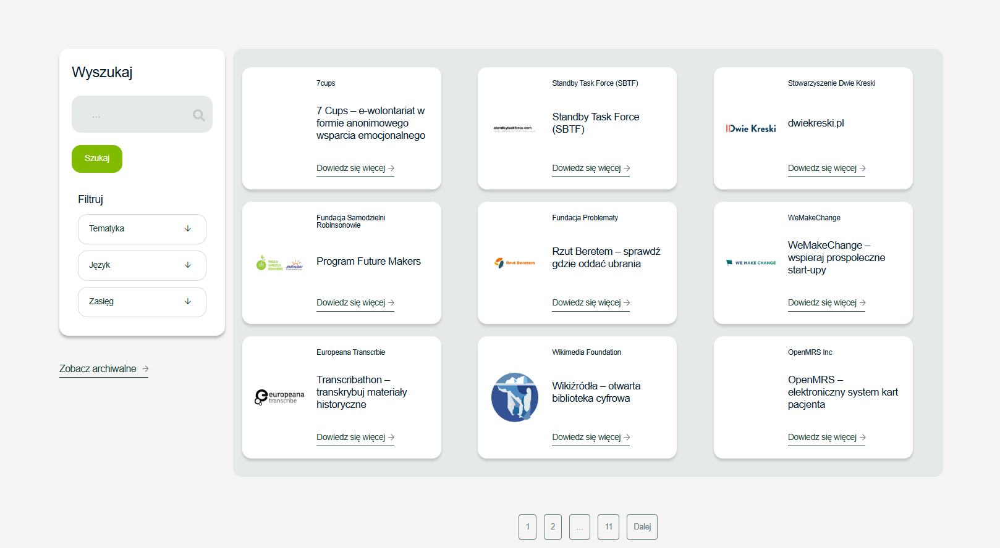 Wyszukaj
...
Szukaj
Filtruj
Tematyka
Język
Zasięg
Zobacz archiwalne
7cups
7 Cups – e-wolontariat w
formie anonimowego
wsparcia emocjonalnego
Dowiedz się więcej
Standby Task Force (SBTF)
standbytaskforce.com
Standby Task Force
(SBTF)
Dowiedz się więcej
Stowarzyszenie Dwie Kreski
Dwie Kreski
dwiekreski.pl
Dowiedz się więcej
Fundacja Samodzielni
Robinsonowie
FUNDACJA
SAMODZIELNI
ROBINSONOWIE
Program Future Makers
Dowiedz się więcej
Fundacja Problematy
Rzut Beretem
Rzut Beretem – sprawdź
gdzie oddać ubrania
Dowiedz się więcej
WeMakeChange
WE MAKE CHANGE
WeMakeChange –
wspieraj prospołeczne
start-upy
Dowiedz się więcej
Europeana Transcrbie
europeana
transcribe
Transcribathon –
transkrybuj materiały
historyczne
Dowiedz się więcej
Wikimedia Foundation
Wikiźródła – otwarta
biblioteka cyfrowa
Dowiedz się więcej
OpenMRS Inc
OpenMRS –
elektroniczny system kart
pacjenta
Dowiedz się więcej
1 2 ... 11 Dalej